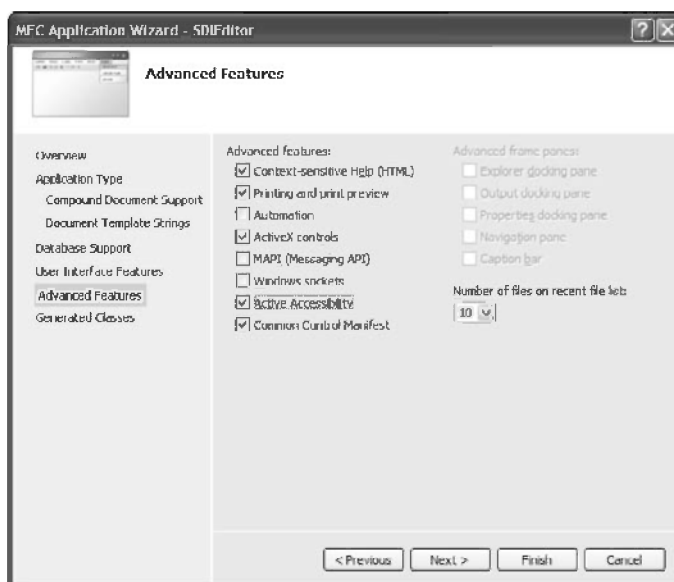 MFC Application Wizard - SDIEditor
Advanced Features
Overview
Application Type
Compound Document Support
Document Template Strings
Database Support
User Interface Features
Advanced Features
Generated Classes
Advanced features:
Context-sensitive Help (HTML)
Printing and print preview
Automation
ActiveX controls
MAPI (Messaging API)
Windows sockets
Active Accessibility
Common Control Manifest
Advanced frame panes:
Explorer docking pane
Output docking pane
Properties docking pane
Navigation pane
Caption bar
Number of files on recent file list:
10
< Previous
Next >
Finish
Cancel